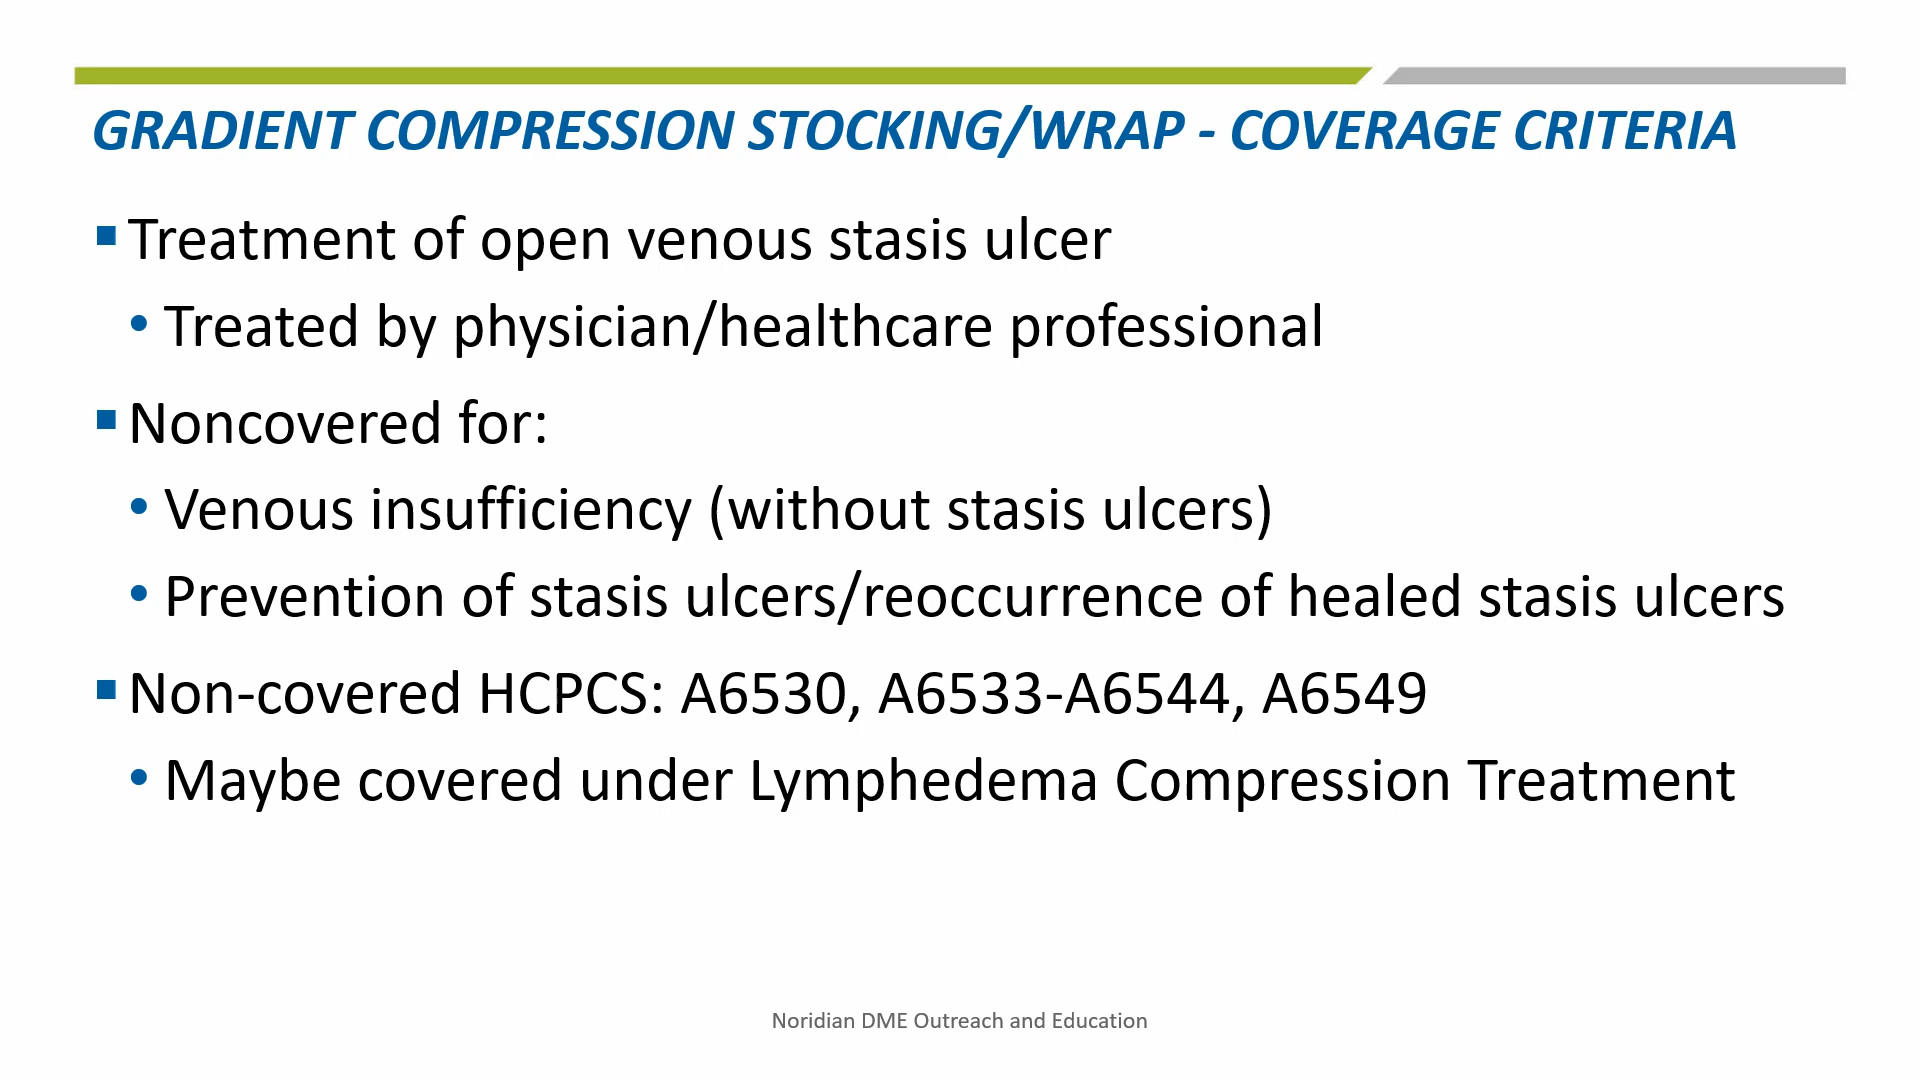 GRADIENT COMPRESSION STOCKING/WRAP - COVERAGE CRITERIA
▪ Treatment of open venous stasis ulcer
• Treated by physician/healthcare professional
▪ Noncovered for:
• Venous insufficiency (without stasis ulcers)
• Prevention of stasis ulcers/reoccurrence of healed stasis ulcers
▪ Non-covered HCPCS: A6530, A6533-A6544, A6549
• Maybe covered under Lymphedema Compression Treatment
Noridian DME Outreach and Education